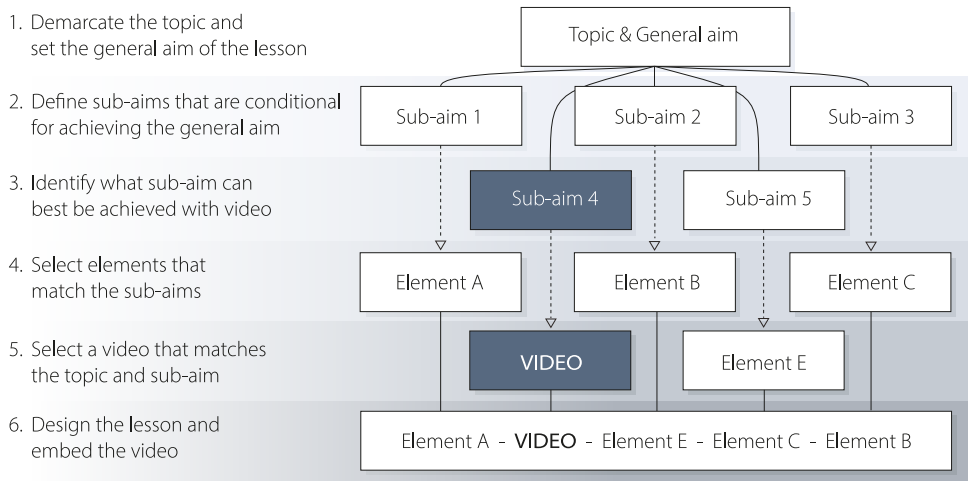 1. Demarcate the topic and
set the general aim of the lesson
Topic & General aim
2. Define sub-aims that are conditional
for achieving the general aim
Sub-aim 1
Sub-aim 2
Sub-aim 3
3. Identify what sub-aim can
best be achieved with video
Sub-aim 4
Sub-aim 5
4. Select elements that
match the sub-aims
Element A
Element B
Element C
5. Select a video that matches
the topic and sub-aim
VIDEO
Element E
6. Design the lesson and
embed the video
Element A - VIDEO - Element E - Element C - Element B